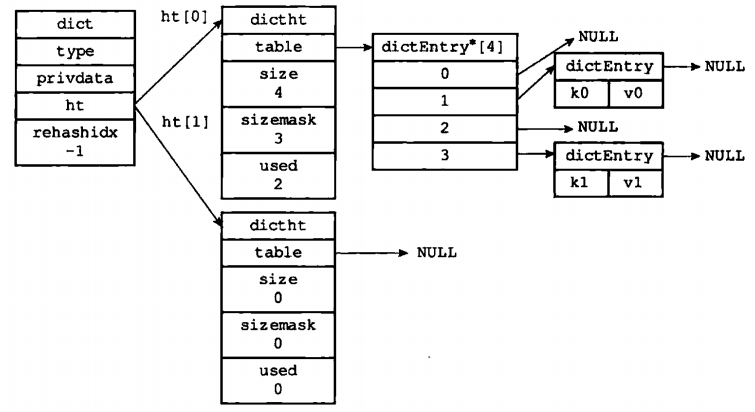 dict
type
privdata
ht
rehashidx
-1
ht[0]
ht[1]
dictht
table
size
4
sizemask
3
used
2
dictht
table
size
0
sizemask
0
used
0
NULL
dictEntry*[4]
0
1
2
3
NULL
dictEntry
k0 v0
NULL
NULL
dictEntry
k1 v1
NULL